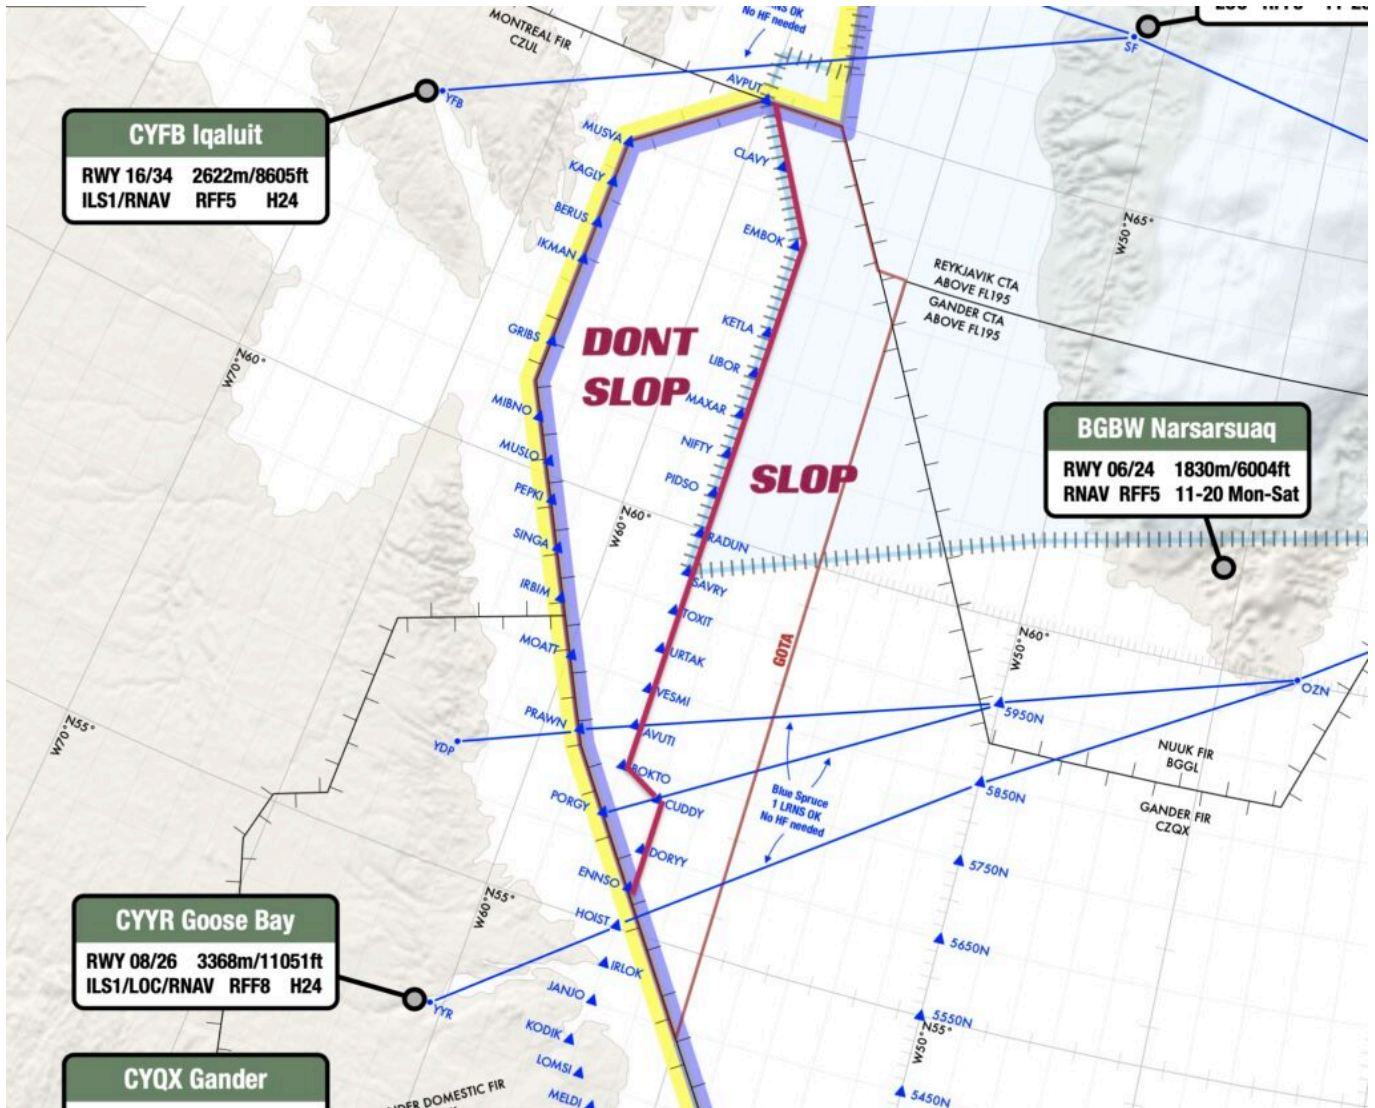 LRNS OK
No HF needed
MONTREAL FIR
CZUL
SF
AVPUT
YFB
CYFB Iqaluit
RWY 16/34 2622m/8605ft
ILS1/RNAV RFF5 H24
MUSVA
CLAVY
KAGLY
BERUS
IKMAN
EMBOK
N65°
W50°
REYKJAVIK CTA
ABOVE FL195
GANDER CTA
ABOVE FL195
GRIBS
KETLA
DONT
SLOP
LIBOR
N60°
W70°
MIBNO
MAXAR
MUSLO
NIFTY
BGBW Narsarsuaq
RWY 06/24 1830m/6004ft
RNAV RFF5 11-20 Mon-Sat
PEPKI
PIDSO
SLOP
N60°
W60°
SINGA
RADUN
IRBIM
SAVRY
TOXIT
MOATT
URTAK
GOTA
N60°
W50°
VESMI
OZN
N55°
W70°
PRAWN
YDP
AVUTI
5950N
BOKTO
NUUK FIR
BGGL
PORGY
CUDDY
Blue Spruce
1 LRNS OK
No HF needed
5850N
GANDER FIR
CZQX
DORYY
ENNSO
5750N
N55°
W60°
HOIST
CYYR Goose Bay
RWY 08/26 3368m/11051ft
ILS1/LOC/RNAV RFF8 H24
5650N
IRLOK
JANJO
YYR
5550N
N55°
W50°
KODIK
LOMSI
CYQX Gander
MELDI
DOMESTIC FIR
5450N